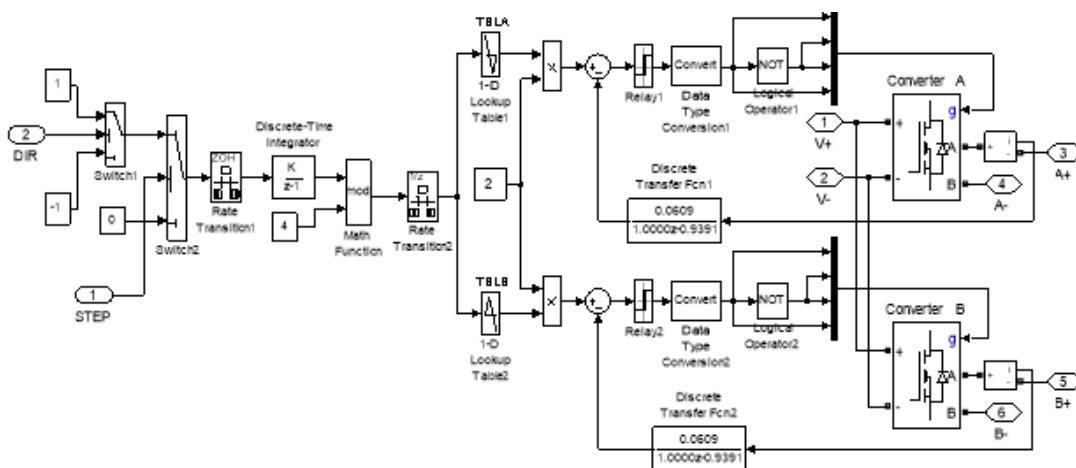 1
2
DIR
-1
Switch1
0
Switch2
1
STEP
ZOH
Rate
Transition1
Discrete-Time
Integrator
K
z-1
4
mod
Math
Function
1/z
Rate
Transition2
TBLA
1-D
Lookup
Table1
2
TBLB
1-D
Lookup
Table2
×
×
+
-
Relay1
Convert
Data
Type
Conversion1
NOT
Logical
Operator1
Discrete
Transfer Fcn1
0.0609
1.0000z-0.9391
1
V+
2
V-
Converter A
g
+
-
A
B
+
-
i
3
A+
4
A-
+
-
Relay2
Convert
Data
Type
Conversion2
NOT
Logical
Operator2
Discrete
Transfer Fcn2
0.0609
1.0000z-0.9391
Converter B
g
+
-
A
B
+
-
i
5
B+
6
B-